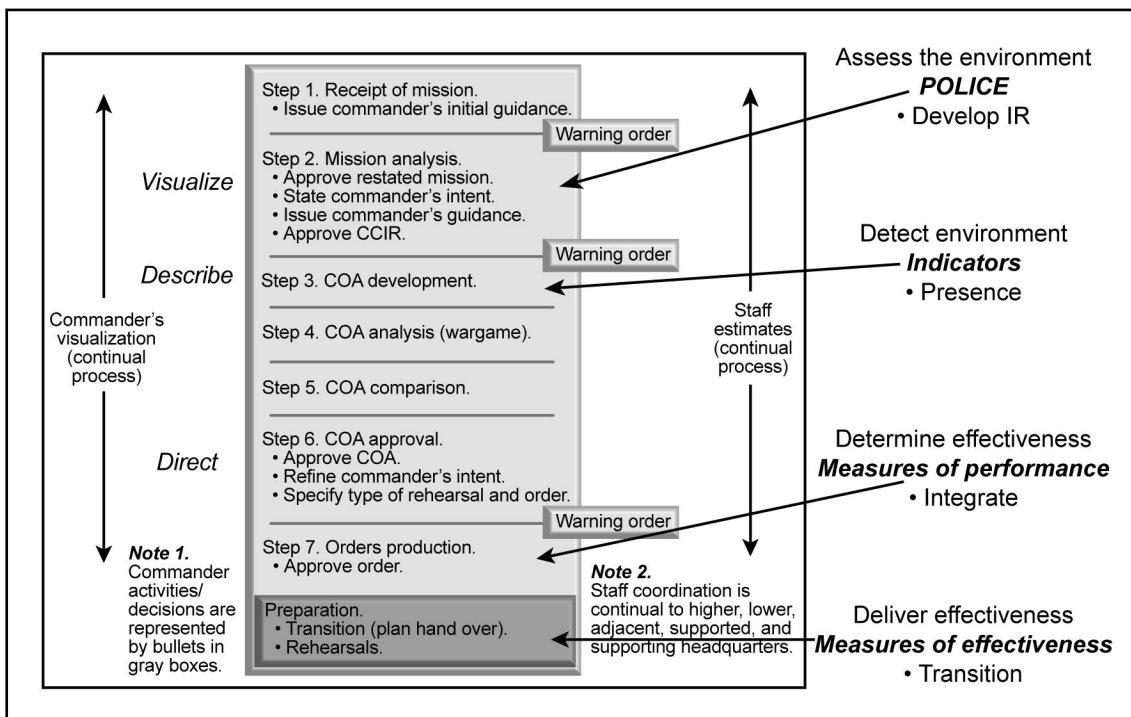 Step 1. Receipt of mission.
• Issue commander’s initial guidance.
Warning order
Step 2. Mission analysis.
• Approve restated mission.
• State commander’s intent.
• Issue commander’s guidance.
• Approve CCIR.
Warning order
Step 3. COA development.
Step 4. COA analysis (wargame).
Step 5. COA comparison.
Step 6. COA approval.
• Approve COA.
• Refine commander’s intent.
• Specify type of rehearsal and order.
Warning order
Step 7. Orders production.
• Approve order.
Preparation.
• Transition (plan hand over).
• Rehearsals.
Visualize
Describe
Commander’s
visualization
(continual
process)
Direct
Note 1.
Commander
activities/
decisions are
represented
by bullets in
gray boxes.
Staff
estimates
(continual
process)
Note 2.
Staff coordination is
continual to higher, lower,
adjacent, supported, and
supporting headquarters.
Assess the environment
POLICE
• Develop IR
Detect environment
Indicators
• Presence
Determine effectiveness
Measures of performance
• Integrate
Deliver effectiveness
Measures of effectiveness
• Transition